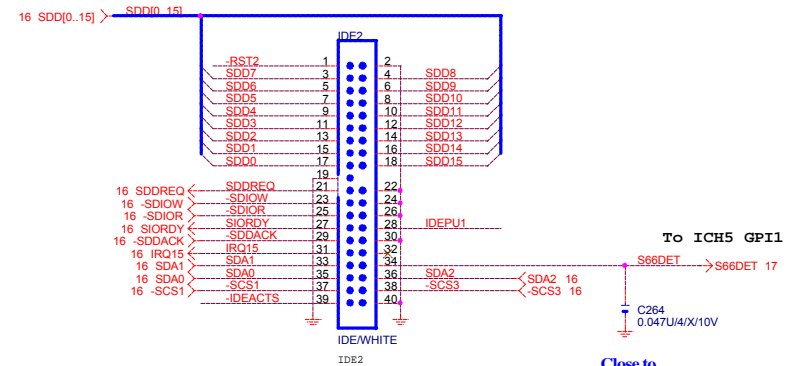 16 SDD[0..15] SDD[0..15]
IDE2
-RST2 1 2
SDD7 3 4 SDD8
SDD6 5 6 SDD9
SDD5 7 8 SDD10
SDD4 9 10 SDD11
SDD3 11 12 SDD12
SDD2 13 14 SDD13
SDD1 15 16 SDD14
SDD0 17 18 SDD15
19
16 SDDREQ SDDREQ 21 22
16 -SDIOW -SDIOW 23 24
16 -SDIOR -SDIOR 25 26
16 SIORDY SIORDY 27 28 IDEPU1
16 -SDDACK -SDDACK 29 30
16 IRQ15 IRQ15 31 32
To ICH5 GPI1
16 SDA1 SDA1 33 34 S66DET S66DET 17
16 SDA0 SDA0 35 36 SDA2 SDA2 16
16 -SCS1 -SCS1 37 38 -SCS3 -SCS3 16
-IDEACTS 39 40
C264
0.047U/4/X/10V
IDE/WHITE
IDE2
Close to